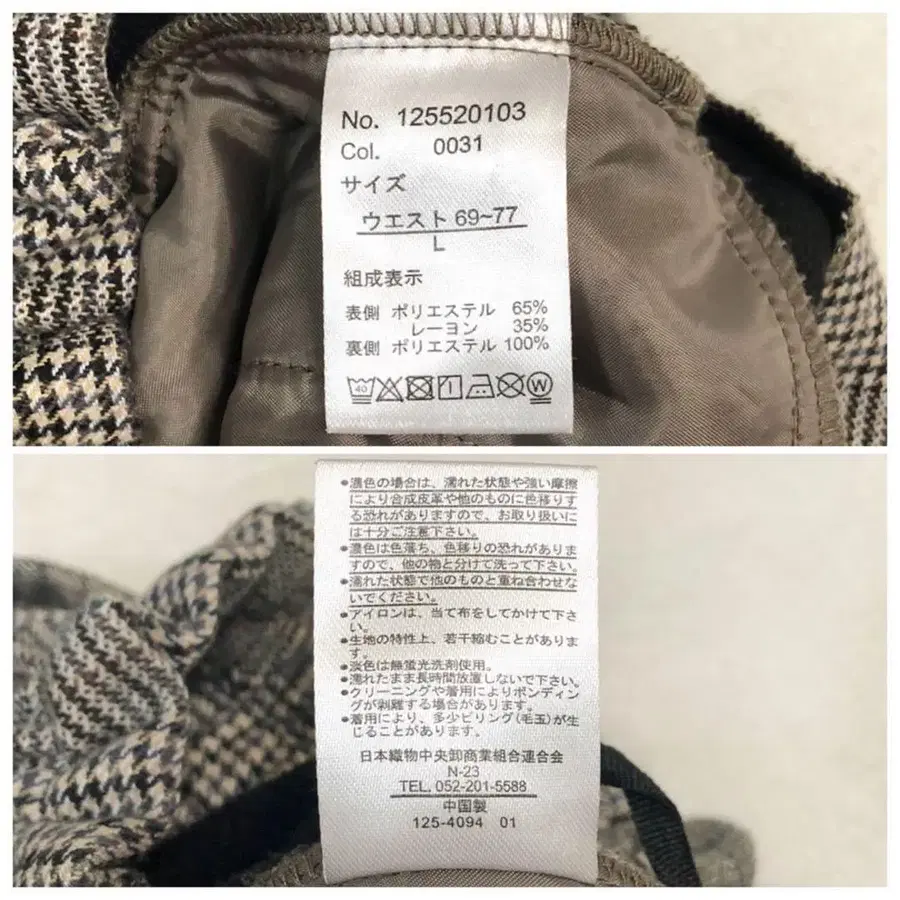 No. 125520103
Col. 0031
サイズ
ウエスト 69~77
L
組成表示
表側 ポリエステル 65%
レーヨン 35%
裏側 ポリエステル 100%
40
W
●濃色の場合は、濡れた状態や強い摩擦
により合成皮革や他のものに色移りす
る恐れがありますので、お取り扱いに
は十分ご注意下さい。
●濃色は色落ち、色移りの恐れがありま
すので、他の物と分けて洗って下さい。
●濡れた状態で他のものと重ね合わせな
いでください。
●アイロンは、当て布をしてかけて下さ
い。
●生地の特性上、若干縮むことがありま
す。
●淡色は無蛍光洗剤使用。
●濡れたまま長時間放置しないで下さい。
●クリーニングや着用によりボンディン
グが剥離する場合があります。
●着用により、多少ピリング(毛玉)が生
じることがあります。
日本織物中央卸商業組合連合会
N-23
TEL. 052-201-5588
中国製
125-4094 01